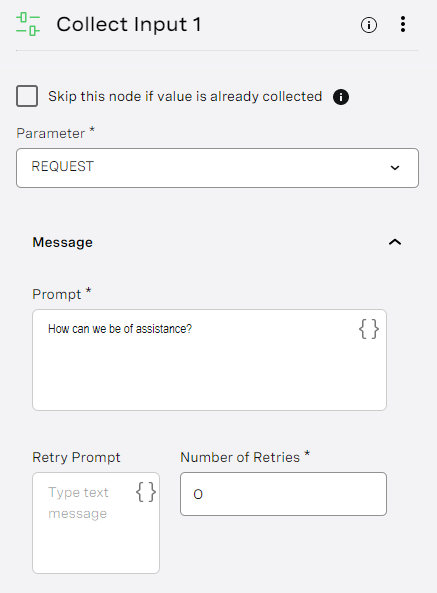 Collect Input 1
Skip this node if value is already collected
Parameter *
REQUEST
Message
Prompt *
How can we be of assistance?
{ }
Retry Prompt
Number of Retries *
Type text
message
{ }
0